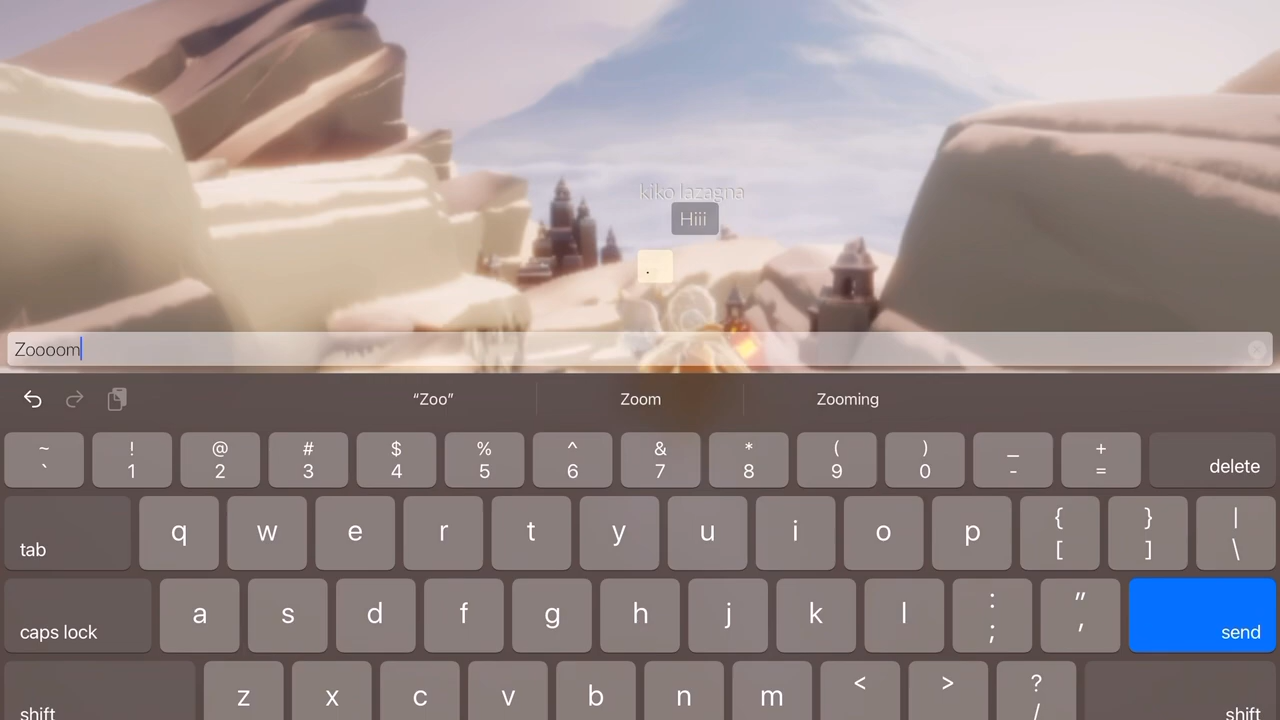 kiko lazagna
Hiii
.
Zoooom
“Zoo” Zoom Zooming
~ ! @ # $ % ^ & * ( ) _ +
` 1 2 3 4 5 6 7 8 9 0 - = delete
tab q w e r t y u i o p { [ } ] | \
caps lock a s d f g h j k l : ; " ' send
shift z x c v b n m < > ? / shift